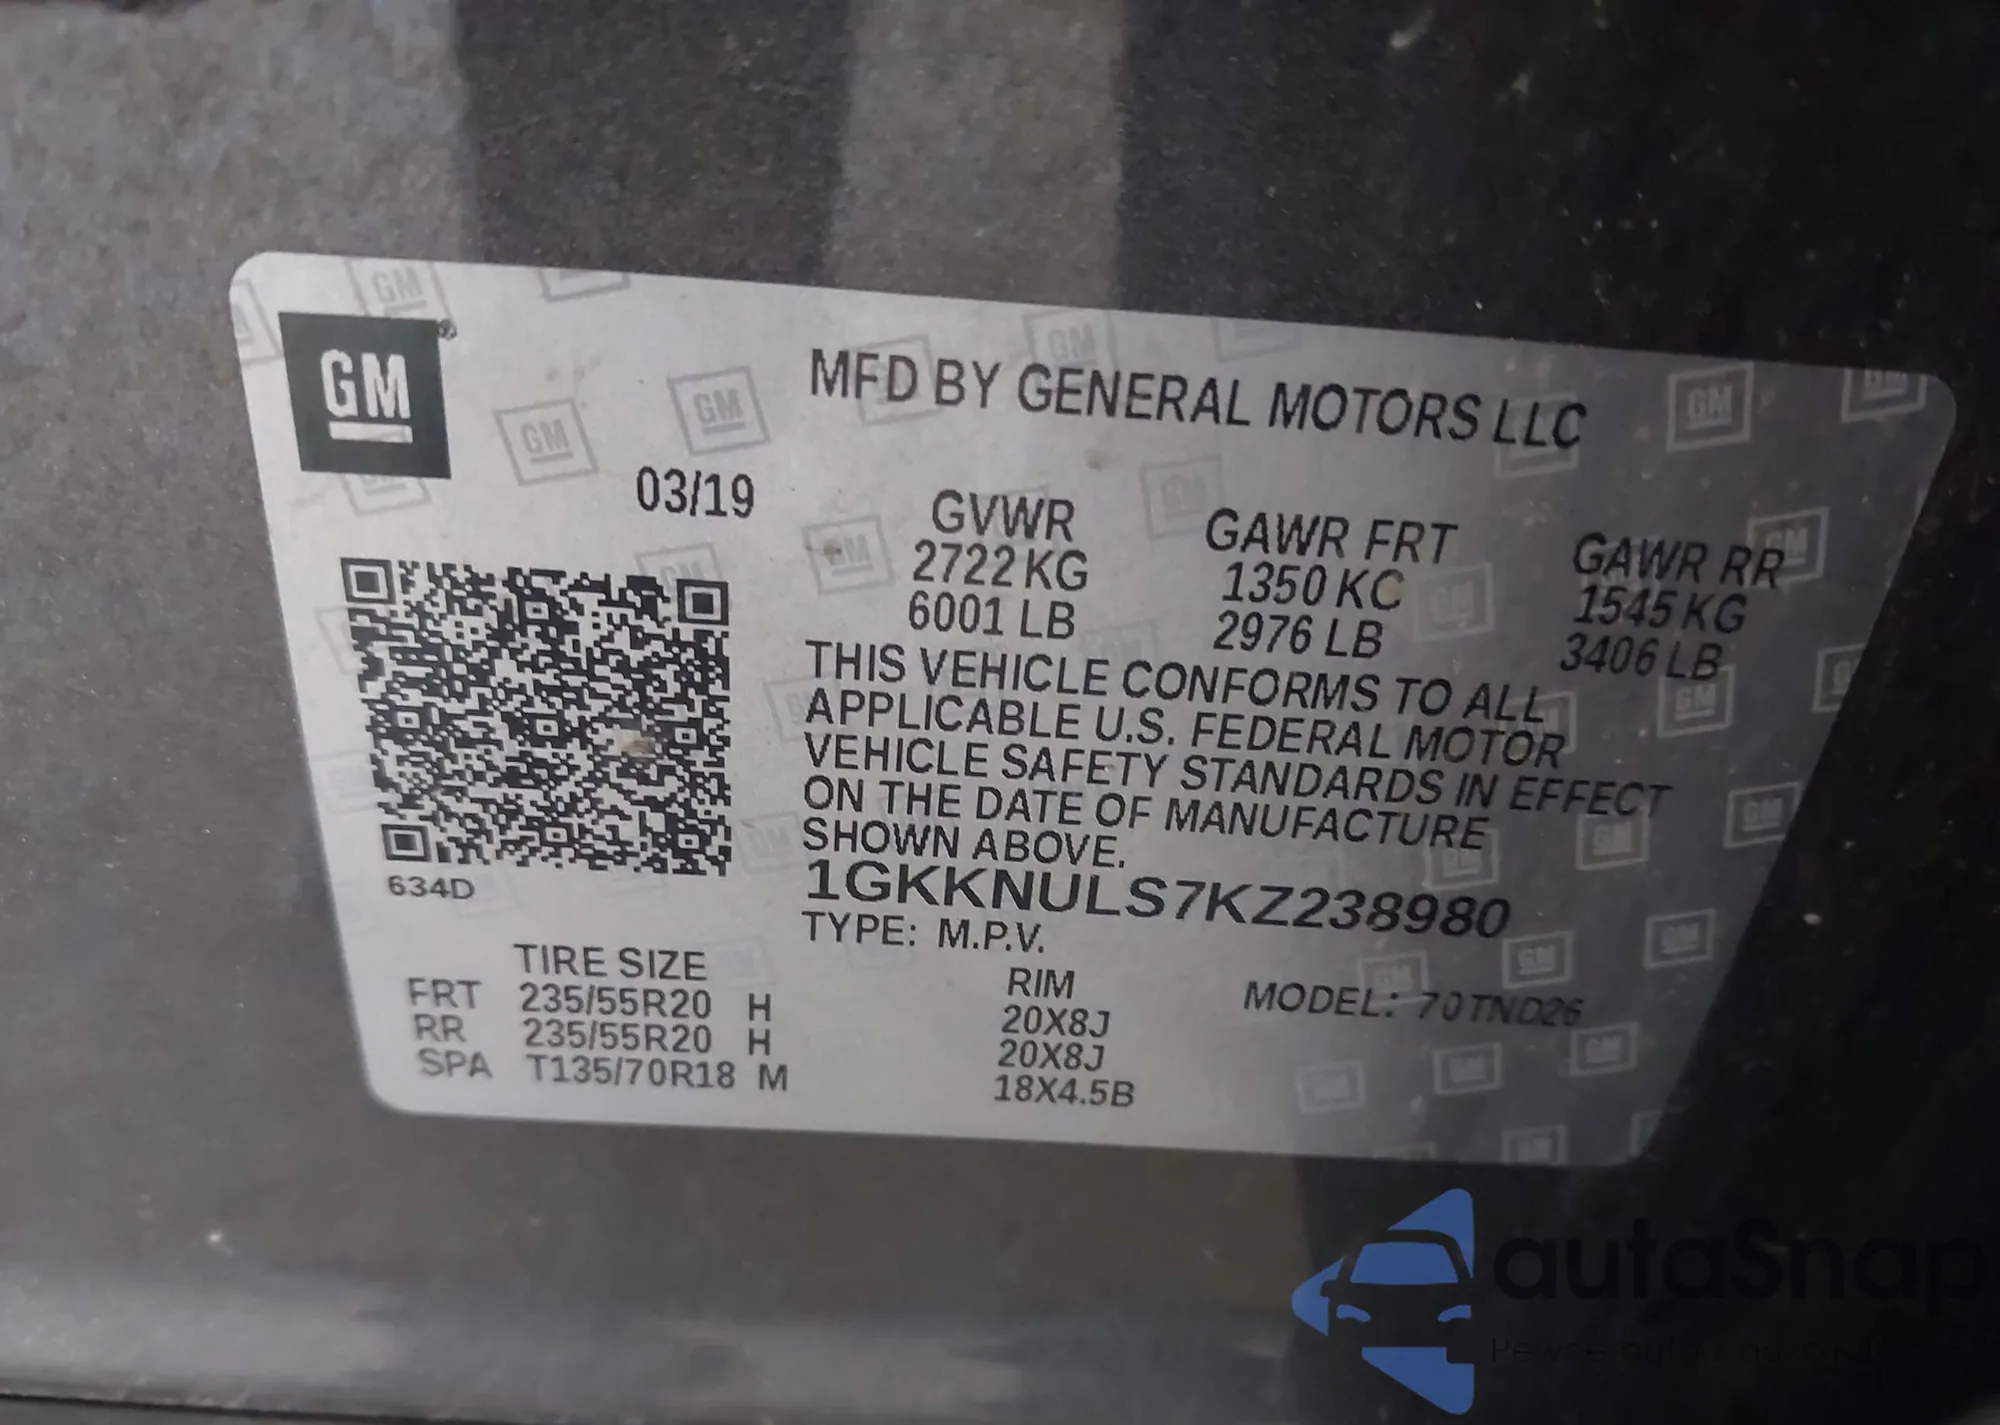 GM
MFD BY GENERAL MOTORS LLC
03/19
GVWR GAWR FRT GAWR RR
2722 KG 1350 KC 1545 KG
6001 LB 2976 LB 3406 LB
THIS VEHICLE CONFORMS TO ALL
APPLICABLE U.S. FEDERAL MOTOR
VEHICLE SAFETY STANDARDS IN EFFECT
ON THE DATE OF MANUFACTURE
SHOWN ABOVE.
634D
1GKKNULS7KZ238980
TYPE: M.P.V.
TIRE SIZE RIM MODEL: 70TND26
FRT 235/55R20 H 20X8J
RR 235/55R20 H 20X8J
SPA T135/70R18 M 18X4.5B
autaSnap